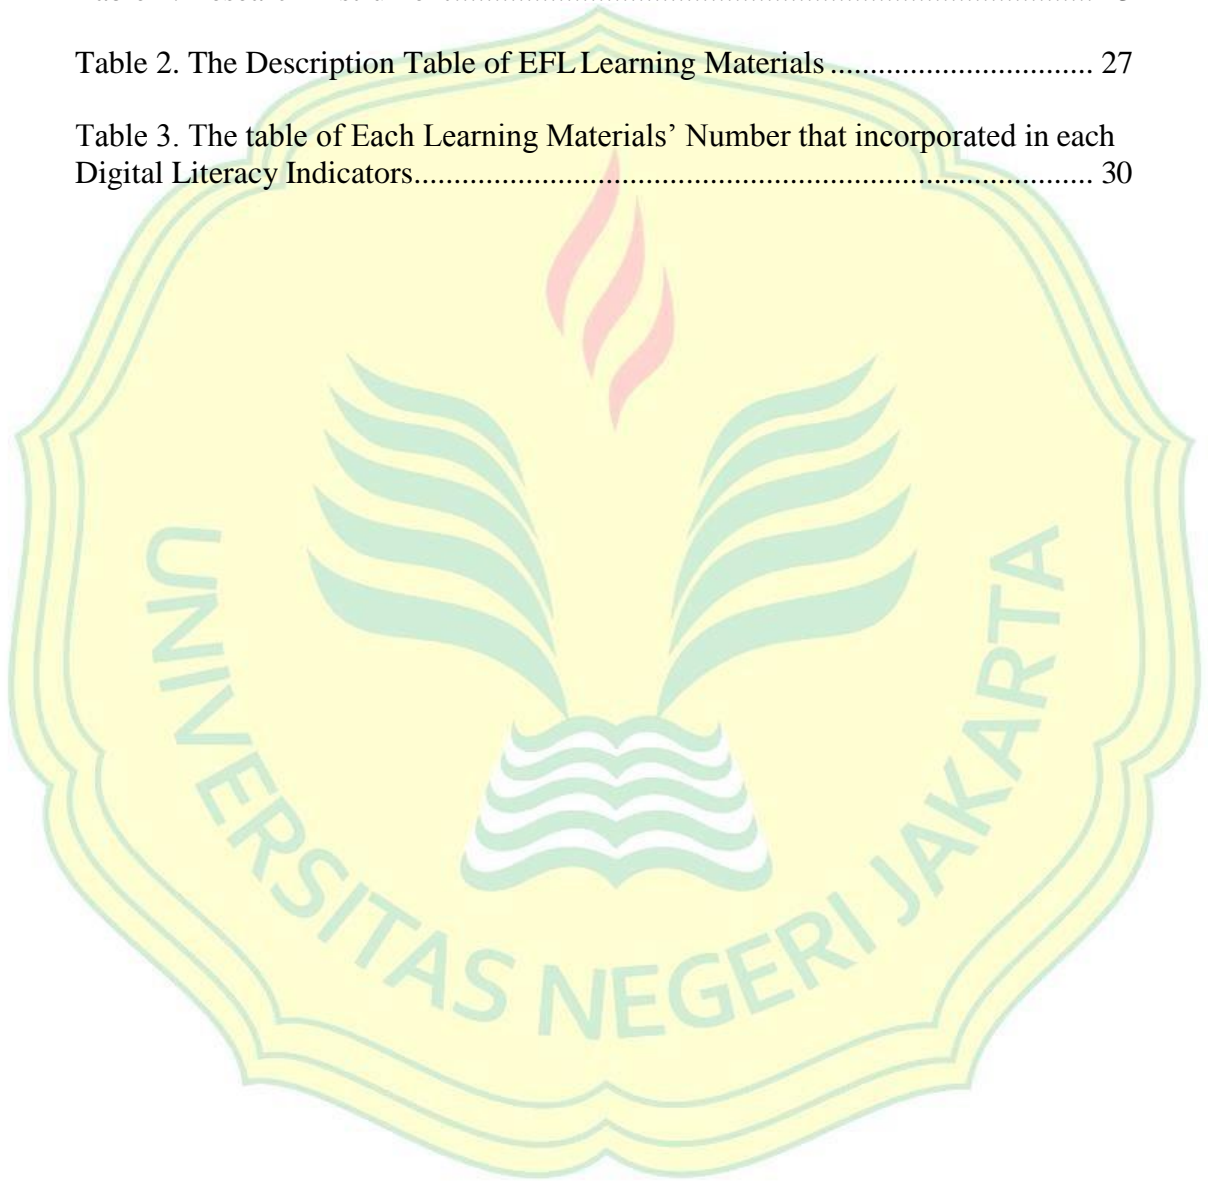 Table 2. The Description Table of EFL Learning Materials ................................. 27
Table 3. The table of Each Learning Materials’ Number that incorporated in each
Digital Literacy Indicators..................................................................................... 30
UNIVERSITAS NEGERI JAKARTA